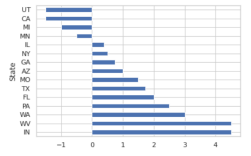 UT
CA
MI
MN
IL
NY
GA
AZ
MO
TX
FL
PA
WA
WV
IN
State
−1 0 1 2 3 4